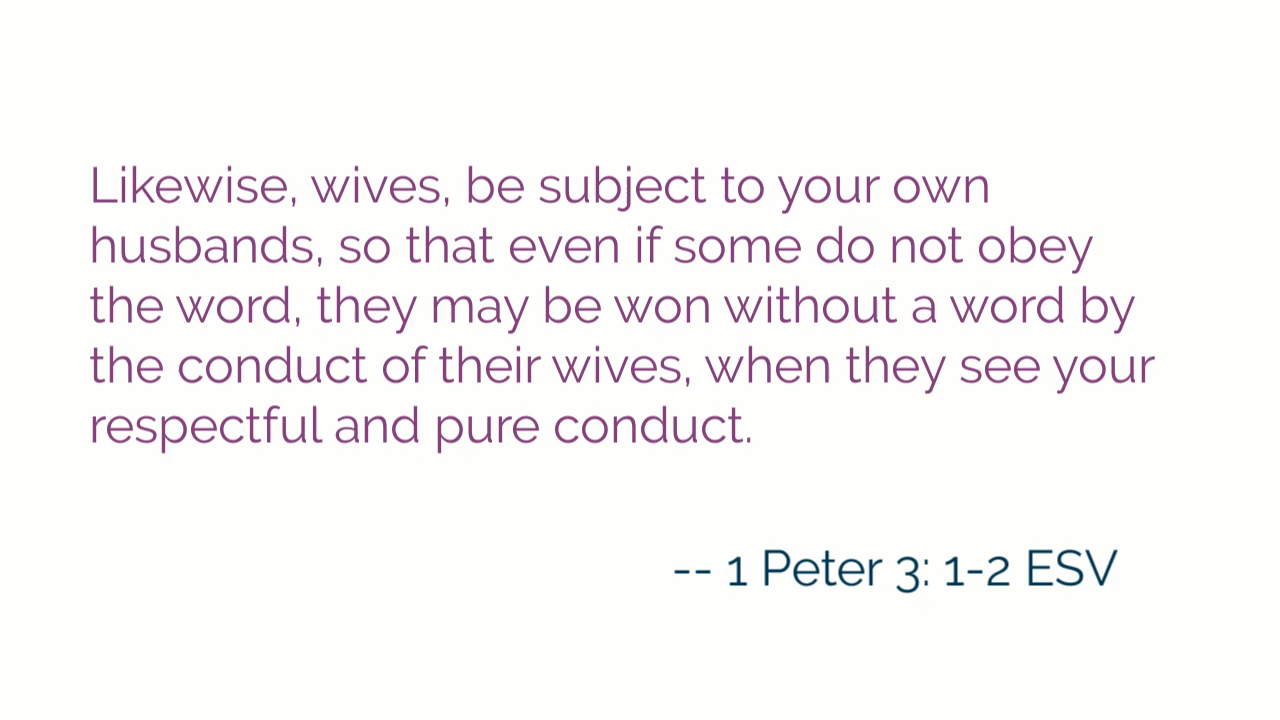 Likewise, wives, be subject to your own
husbands, so that even if some do not obey
the word, they may be won without a word by
the conduct of their wives, when they see your
respectful and pure conduct.
-- 1 Peter 3: 1-2 ESV